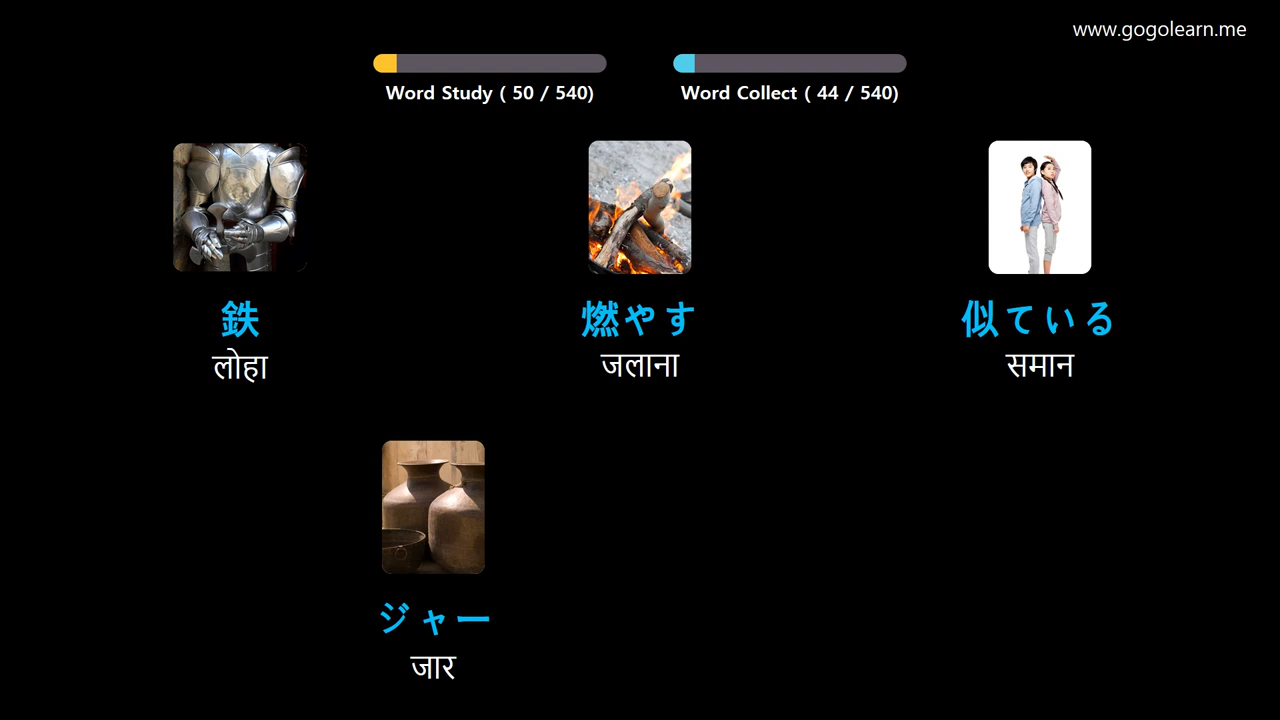 www.gogolearn.me
Word Study ( 50 / 540)
Word Collect ( 44 / 540)
鉄
लोहा
燃やす
जलाना
似ている
समान
ジャー
जार